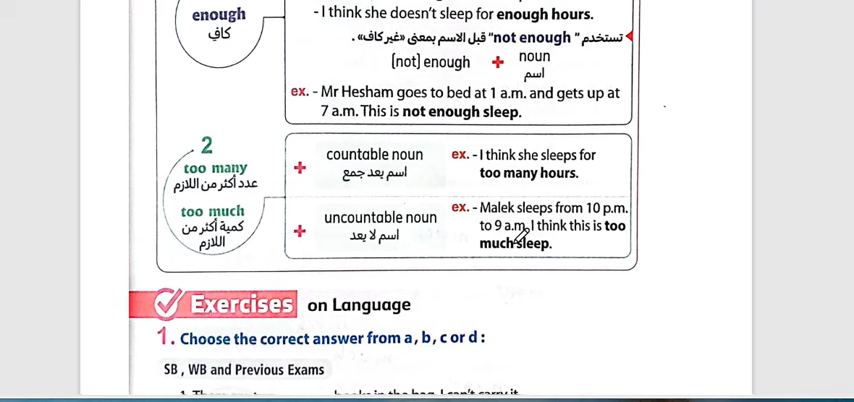 enough
كافي
- I think she doesn't sleep for enough hours.
تستخدم "not enough" قبل الاسم بمعنى «غير كاف».
(not) enough + noun
اسم
ex. - Mr Hesham goes to bed at 1 a.m. and gets up at
7 a.m. This is not enough sleep.
2
too many
عدد أكثر من اللازم
+ countable noun
اسم يعد جمع
ex. - I think she sleeps for
too many hours.
too much
كمية أكثر من
اللازم
+ uncountable noun
اسم لا يعد
ex. - Malek sleeps from 10 p.m.
to 9 a.m. I think this is too
much sleep.
Exercises on Language
1. Choose the correct answer from a, b, c or d :
SB , WB and Previous Exams